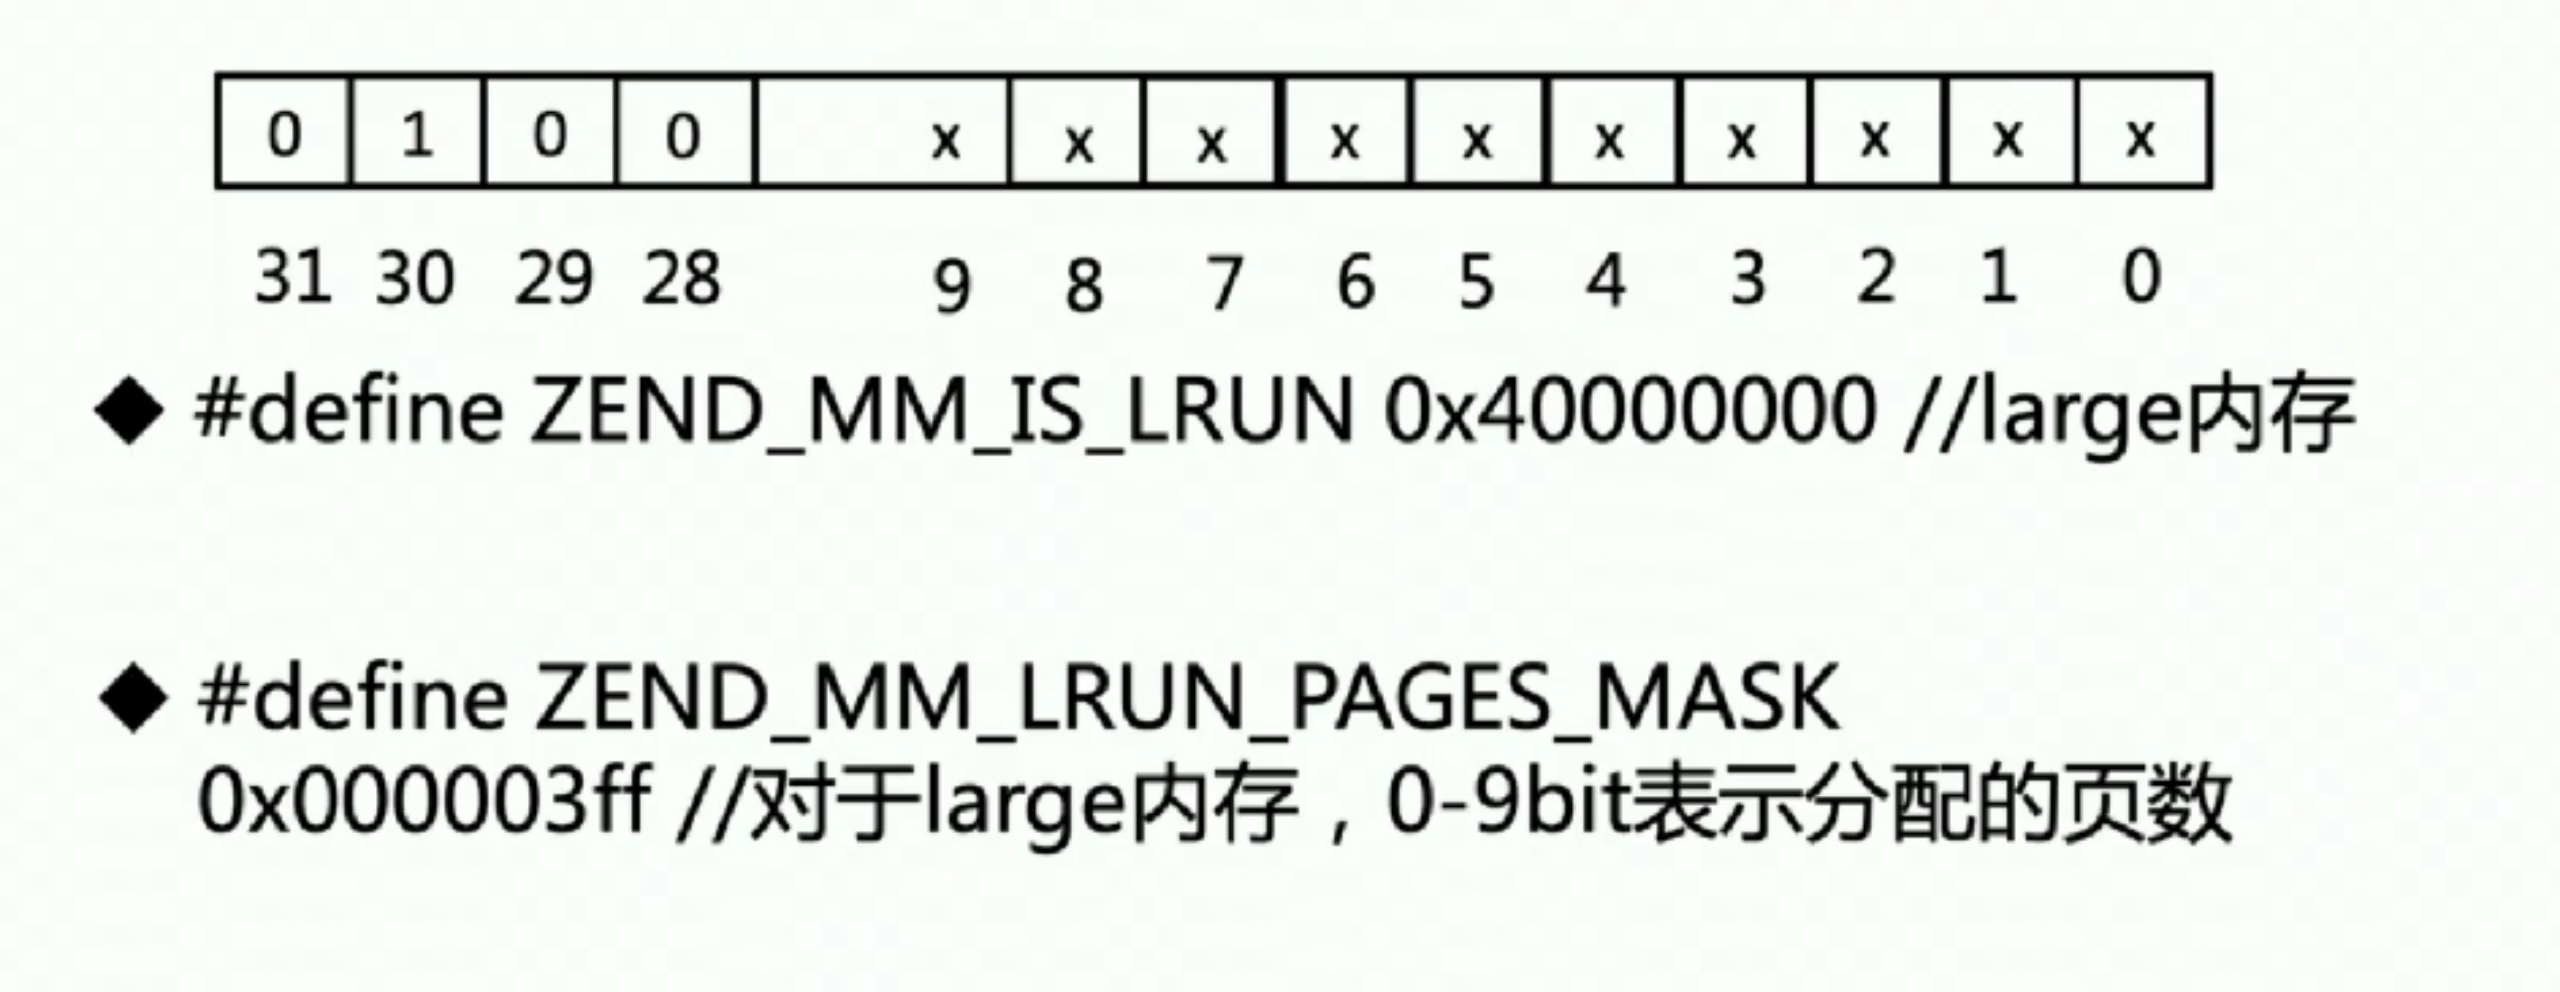 0 1 0 0 x x x x x x x x x x
31 30 29 28 9 8 7 6 5 4 3 2 1 0
◆ #define ZEND_MM_IS_LRUN 0x40000000 //large内存
◆ #define ZEND_MM_LRUN_PAGES_MASK
0x000003ff //对于large内存，0-9bit表示分配的页数